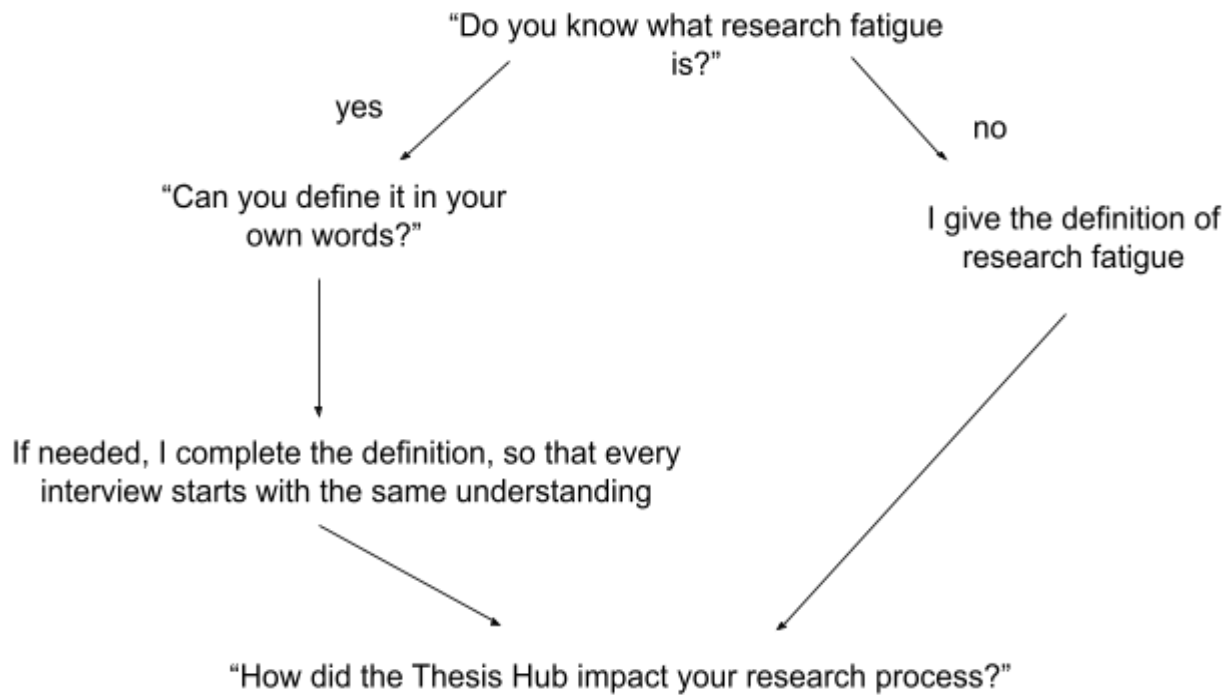 “Do you know what research fatigue
is?”
yes
no
“Can you define it in your
own words?”
I give the definition of
research fatigue
If needed, I complete the definition, so that every
interview starts with the same understanding
“How did the Thesis Hub impact your research process?”